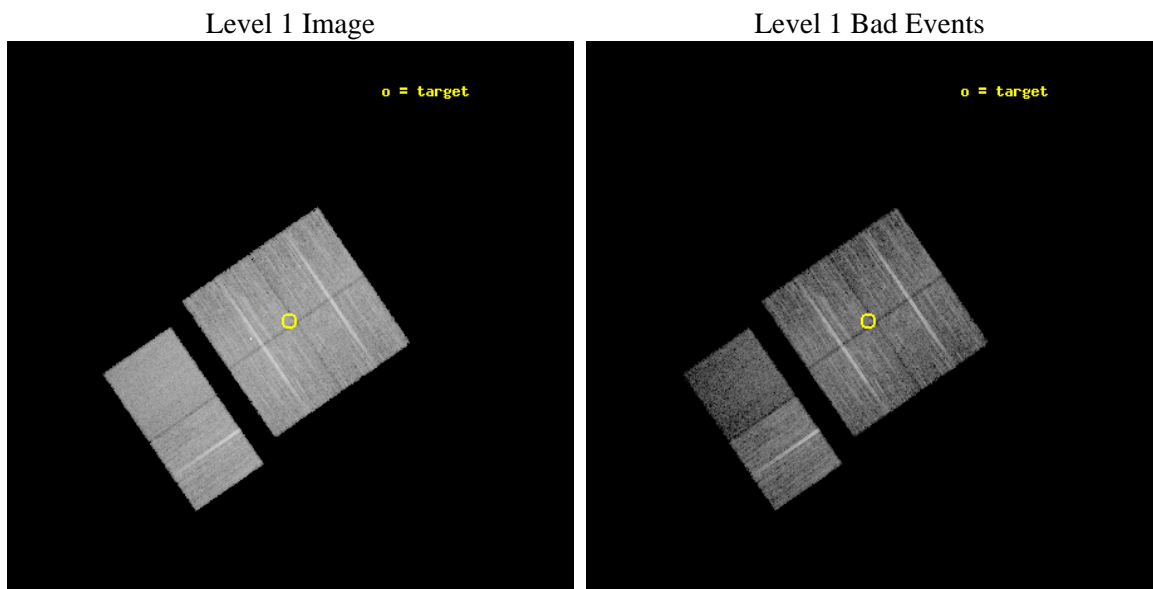 Level 1 Image
Level 1 Bad Events
o = target
o = target